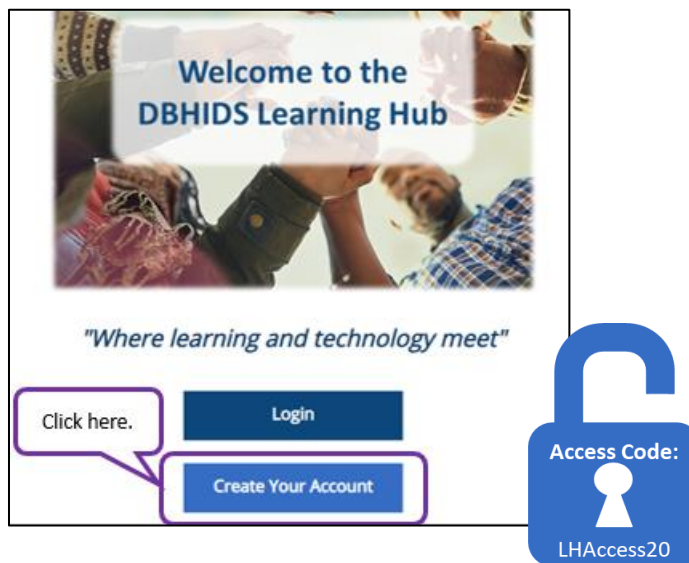 Welcome to the
DBHIDS Learning Hub
"Where learning and technology meet"
Click here.
Login
Create Your Account
Access Code:
LHAccess20